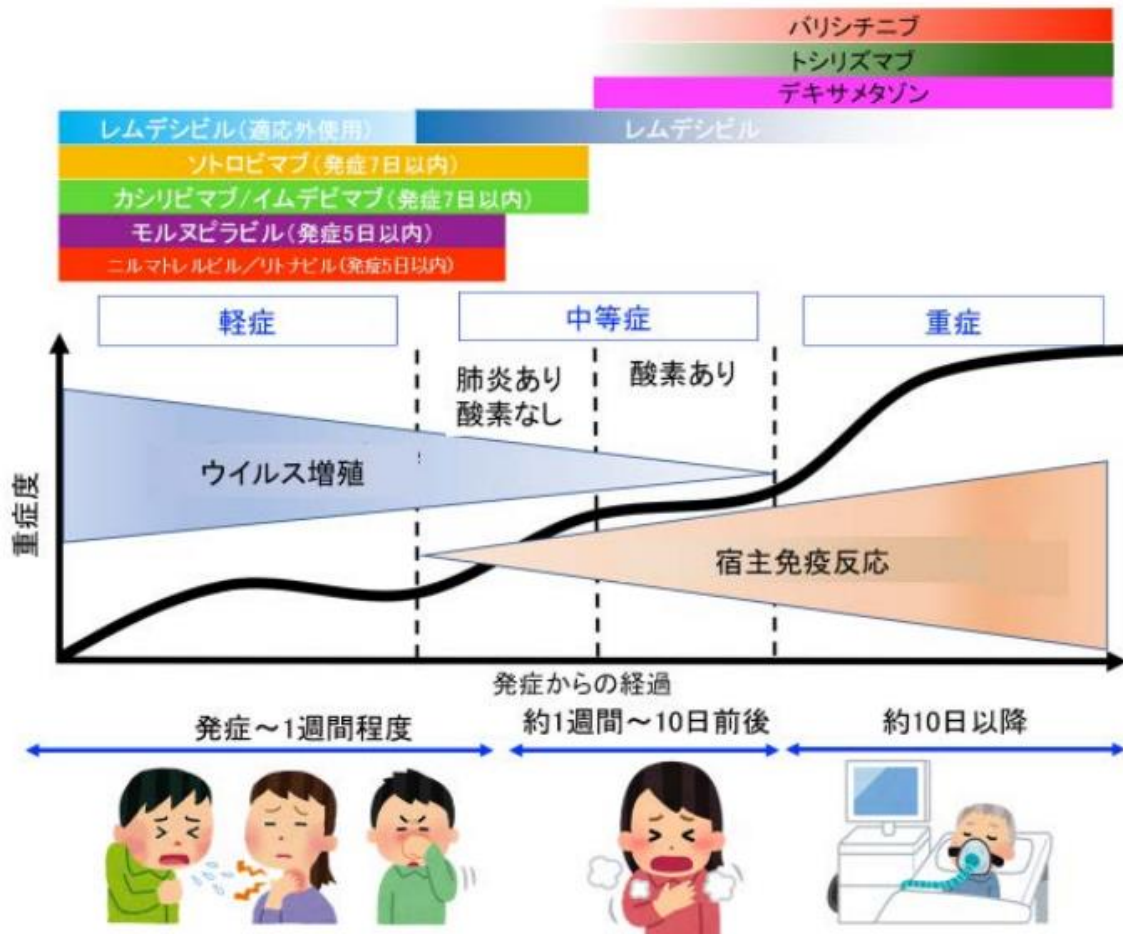 バリシチニブ
トシリズマブ
デキサメタゾン
レムデシビル(適応外使用)
レムデシビル
ソトロビマブ(発症7日以内)
カシリビマブ/イムデビマブ(発症7日以内)
モルヌピラビル(発症5日以内)
ニルマトレルビル/リトナビル(発症5日以内)
軽症
中等症
重症
肺炎あり
酸素なし
酸素あり
ウイルス増殖
宿主免疫反応
重症度
発症からの経過
発症～1週間程度
約1週間～10日前後
約10日以降